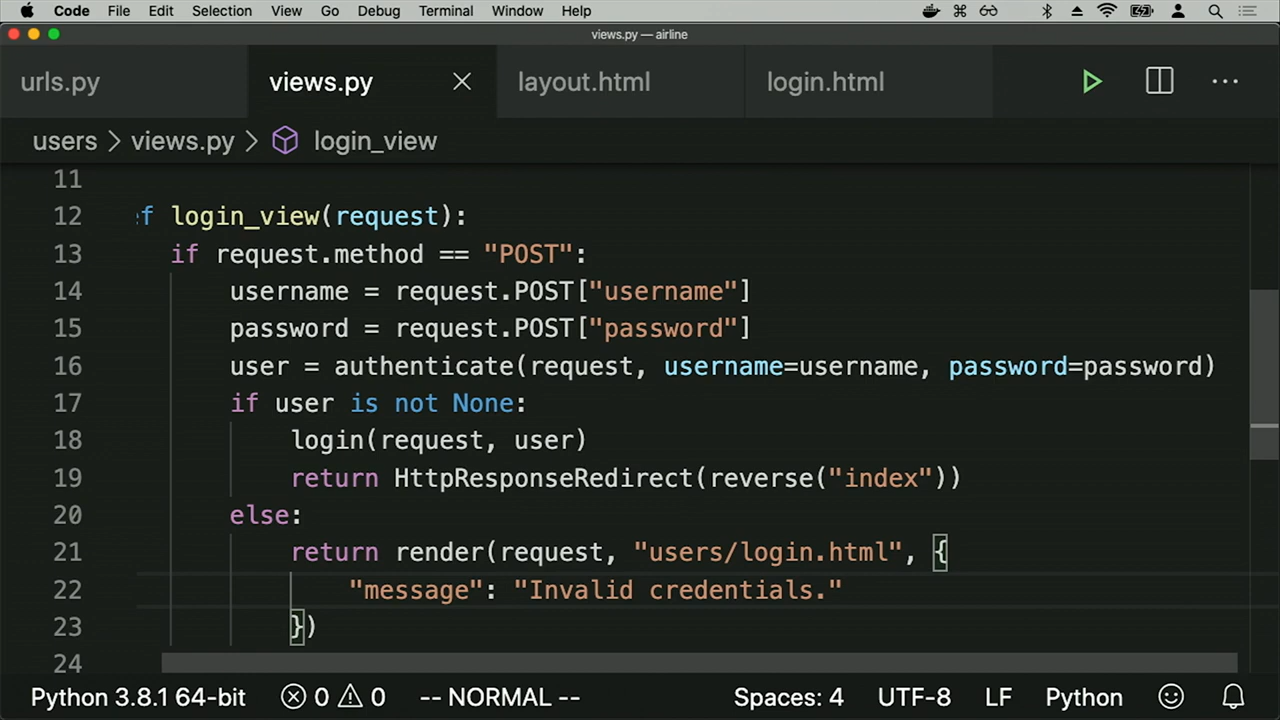 Code File Edit Selection View Go Debug Terminal Window Help
views.py — airline
urls.py views.py layout.html login.html
users > views.py > login_view
11
12 f login_view(request):
13 if request.method == "POST":
14 username = request.POST["username"]
15 password = request.POST["password"]
16 user = authenticate(request, username=username, password=password)
17 if user is not None:
18 login(request, user)
19 return HttpResponseRedirect(reverse("index"))
20 else:
21 return render(request, "users/login.html", {
22 "message": "Invalid credentials."
23 })
24
Python 3.8.1 64-bit 0 0 -- NORMAL -- Spaces: 4 UTF-8 LF Python